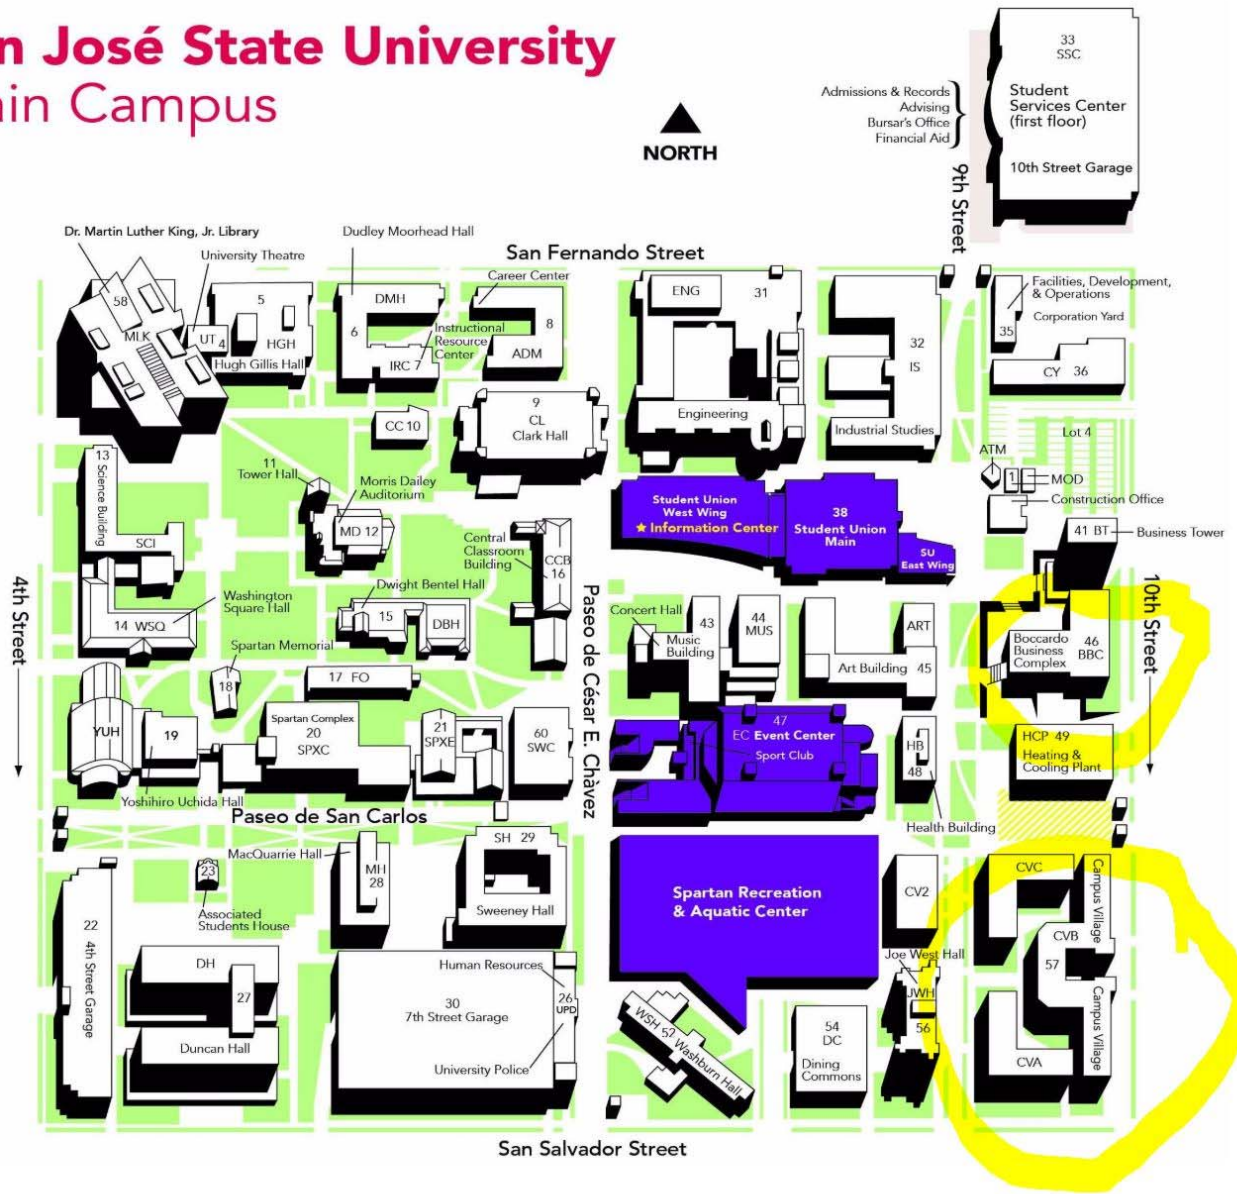 n José State University
in Campus
NORTH
33
SSC
Student
Services Center
(first floor)
10th Street Garage
Admissions & Records
Advising
Bursar's Office
Financial Aid
9th Street
Dr. Martin Luther King, Jr. Library
University Theatre
Dudley Moorhead Hall
San Fernando Street
Career Center
58
MLK
UT 4
5
HGH
Hugh Gillis Hall
DMH
6
Instructional
Resource
Center
IRC 7
8
ADM
ENG
31
Engineering
32
IS
Industrial Studies
Facilities, Development,
& Operations
Corporation Yard
35
CY 36
9
CL
Clark Hall
CC 10
Lot 4
ATM
1
MOD
Construction Office
13
Science Building
SCI
11
Tower Hall
Morris Dailey
Auditorium
MD 12
Central
Classroom
Building
CCB
16
Student Union
West Wing
★ Information Center
38
Student Union
Main
SU
East Wing
41 BT
Business Tower
4th Street
Washington
Square Hall
14 WSQ
Dwight Bentel Hall
15
DBH
Paseo de César E. Chàvez
Concert Hall
Music
Building
43
44
MUS
ART
Art Building
45
Boccardo
Business
Complex
46
BBC
10th Street
Spartan Memorial
18
17 FO
YUH
19
Yoshihiro Uchida Hall
Spartan Complex
20
SPXC
21
SPXE
60
SWC
47
EC Event Center
Sport Club
HB
48
Health Building
HCP 49
Heating &
Cooling Plant
Paseo de San Carlos
MacQuarrie Hall
MH
28
SH 29
Sweeney Hall
23
Associated
Students House
22
4th Street Garage
DH
27
Duncan Hall
Human Resources
30
7th Street Garage
26
UPD
University Police
Spartan Recreation
& Aquatic Center
CV2
Joe West Hall
JWH
56
CVC
Campus Village
CVB
57
Campus Village
CVA
WSH 52 Washburn Hall
54
DC
Dining
Commons
San Salvador Street